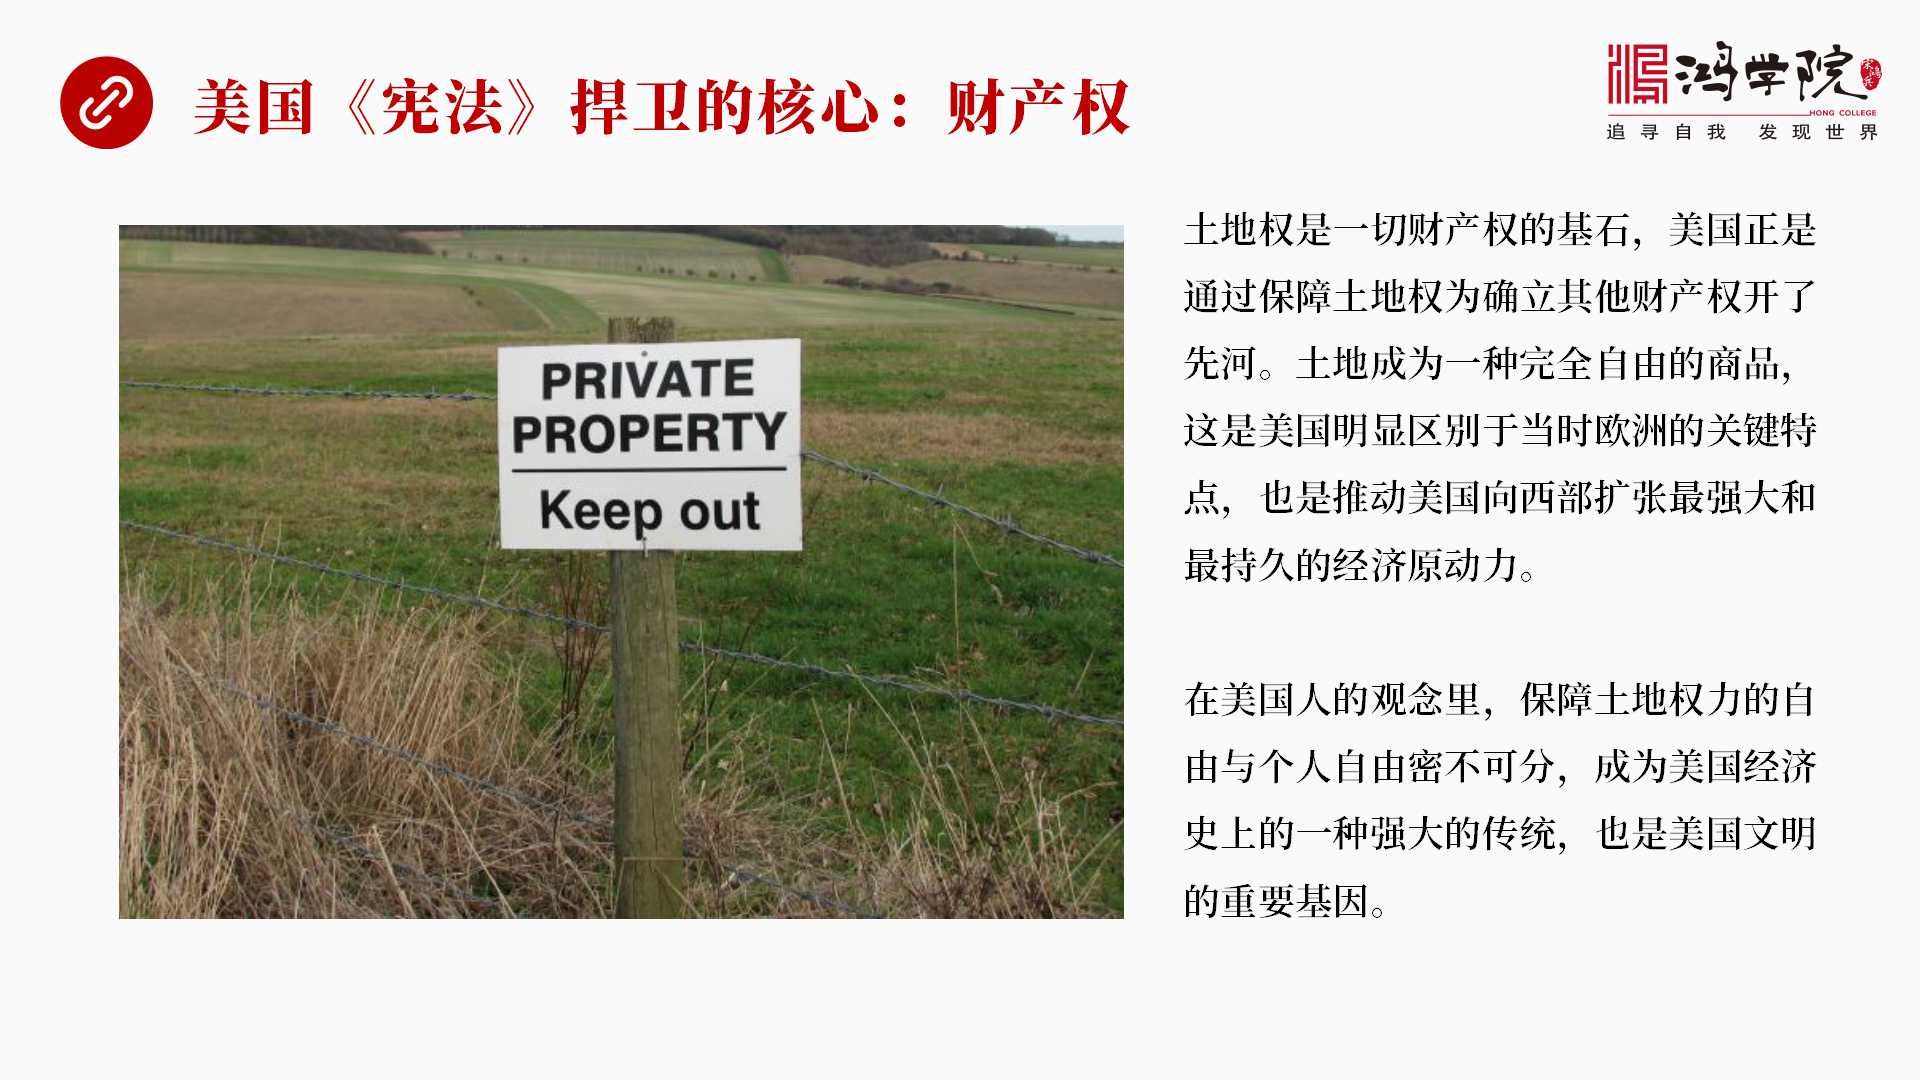 美国《宪法》捍卫的核心：财产权
鸿学院
宋鸿兵
HONG COLLEGE
追寻自我 发现世界
PRIVATE
PROPERTY
Keep out
土地权是一切财产权的基石，美国正是
通过保障土地权为确立其他财产权开了
先河。土地成为一种完全自由的商品，
这是美国明显区别于当时欧洲的关键特
点，也是推动美国向西部扩张最强大和
最持久的经济原动力。
在美国人的观念里，保障土地权力的自
由与个人自由密不可分，成为美国经济
史上的一种强大的传统，也是美国文明
的重要基因。